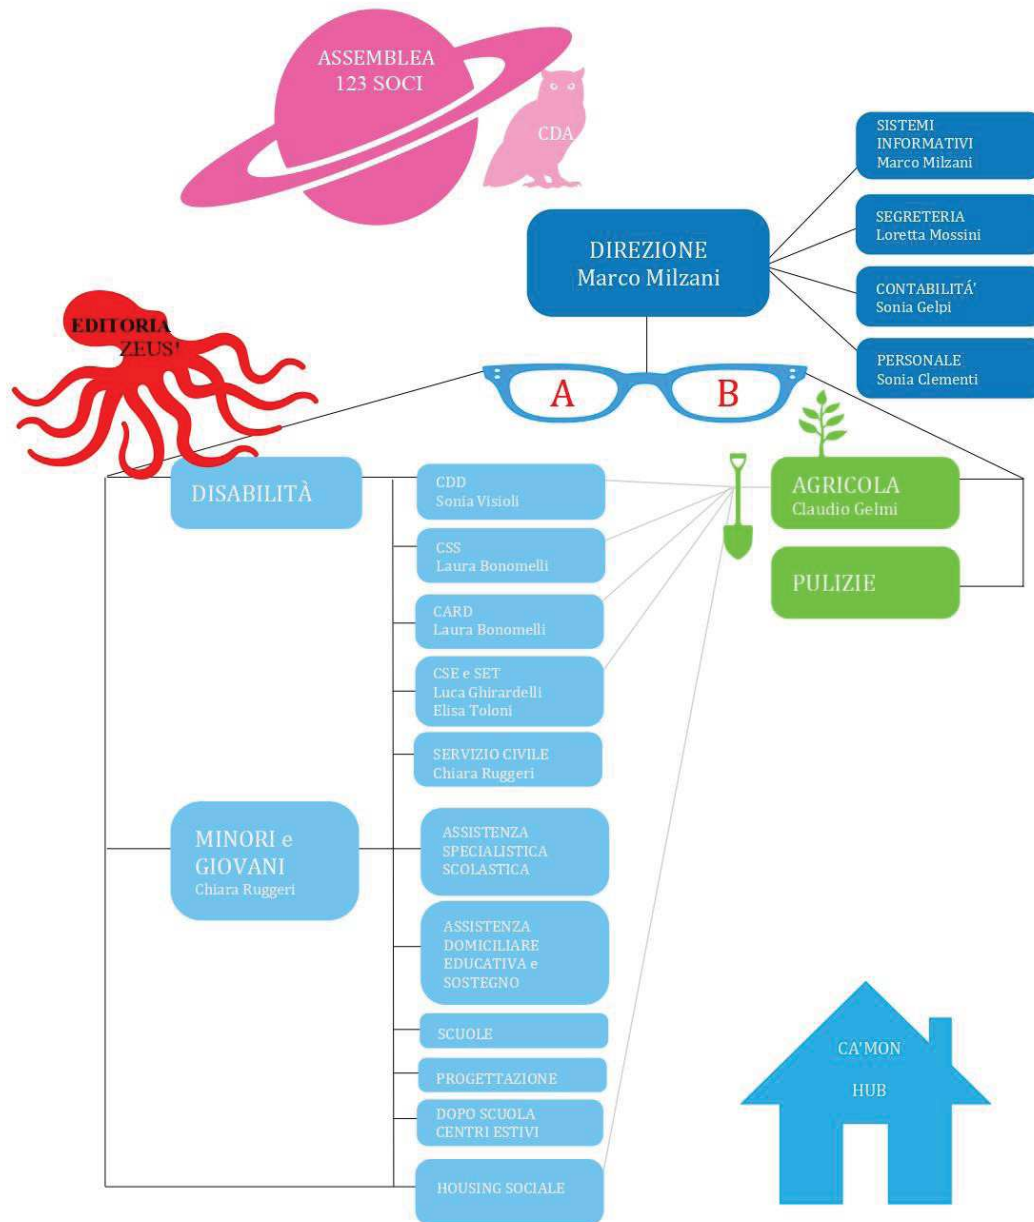 ASSEMBLEA
123 SOCI
CDA
SISTEMI
INFORMATIVI
Marco Milzani
SEGRETERIA
Loretta Mossini
DIREZIONE
Marco Milzani
CONTABILITÁ'
Sonia Gelpi
PERSONALE
Sonia Clementi
EDITORIA
ZEUS!
A
B
DISABILITÀ
CDD
Sonia Visioli
AGRICOLA
Claudio Gelmi
CSS
Laura Bonomelli
PULIZIE
CARD
Laura Bonomelli
CSE e SET
Luca Ghirardelli
Elisa Toloni
SERVIZIO CIVILE
Chiara Ruggeri
MINORI e
GIOVANI
Chiara Ruggeri
ASSISTENZA
SPECIALISTICA
SCOLASTICA
ASSISTENZA
DOMICILIARE
EDUCATIVA e
SOSTEGNO
SCUOLE
PROGETTAZIONE
DOPO SCUOLA
CENTRI ESTIVI
HOUSING SOCIALE
CA'MON
HUB